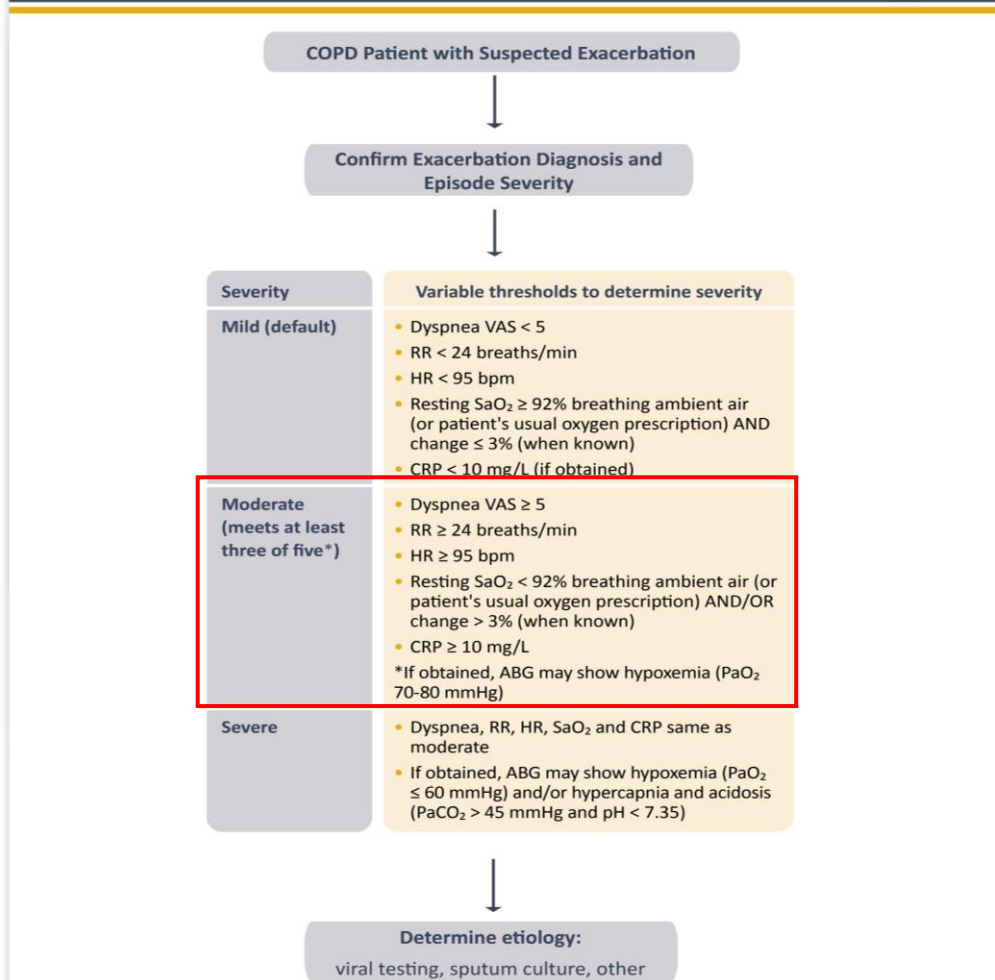 COPD Patient with Suspected Exacerbation
Confirm Exacerbation Diagnosis and
Episode Severity
Severity
Variable thresholds to determine severity
Mild (default)
• Dyspnea VAS < 5
• RR < 24 breaths/min
• HR < 95 bpm
• Resting SaO₂ ≥ 92% breathing ambient air
(or patient's usual oxygen prescription) AND
change ≤ 3% (when known)
• CRP < 10 mg/L (if obtained)
Moderate
(meets at least
three of five*)
• Dyspnea VAS ≥ 5
• RR ≥ 24 breaths/min
• HR ≥ 95 bpm
• Resting SaO₂ < 92% breathing ambient air (or
patient's usual oxygen prescription) AND/OR
change > 3% (when known)
• CRP ≥ 10 mg/L
*If obtained, ABG may show hypoxemia (PaO₂
70-80 mmHg)
Severe
• Dyspnea, RR, HR, SaO₂ and CRP same as
moderate
• If obtained, ABG may show hypoxemia (PaO₂
≤ 60 mmHg) and/or hypercapnia and acidosis
(PaCO₂ > 45 mmHg and pH < 7.35)
Determine etiology:
viral testing, sputum culture, other